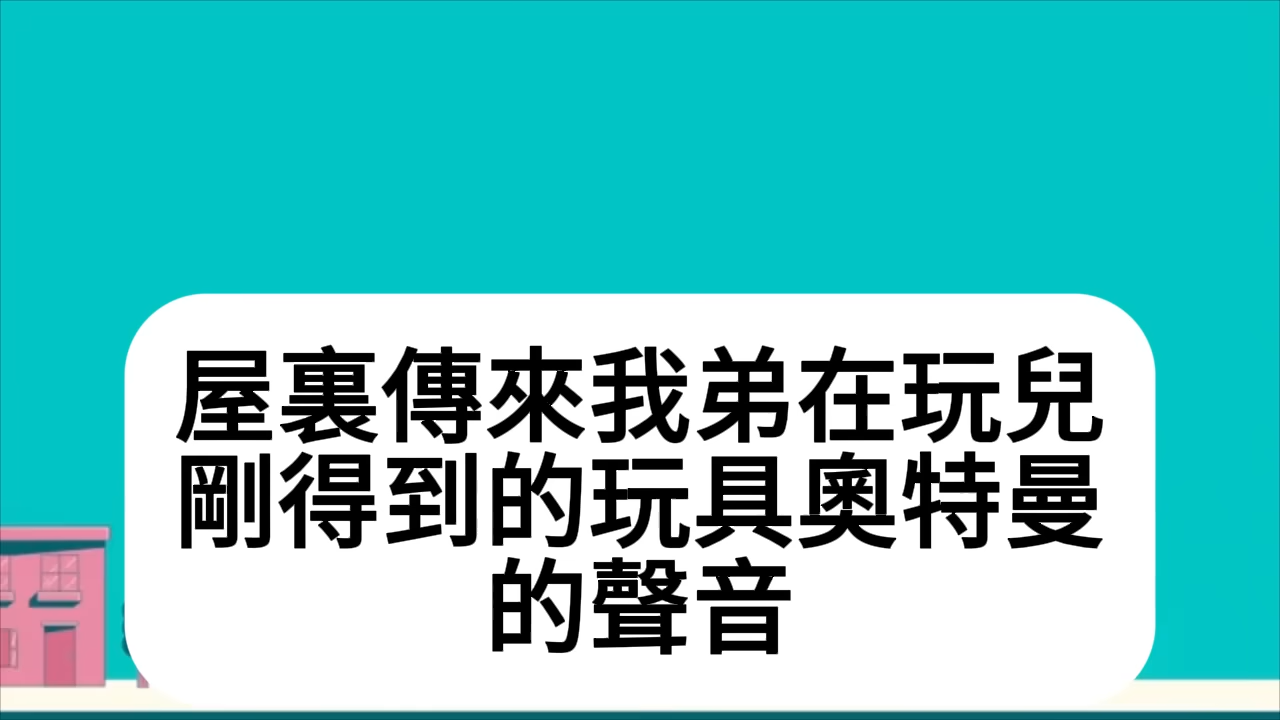 屋裏傳來我弟在玩兒
剛得到的玩具奧特曼
的聲音